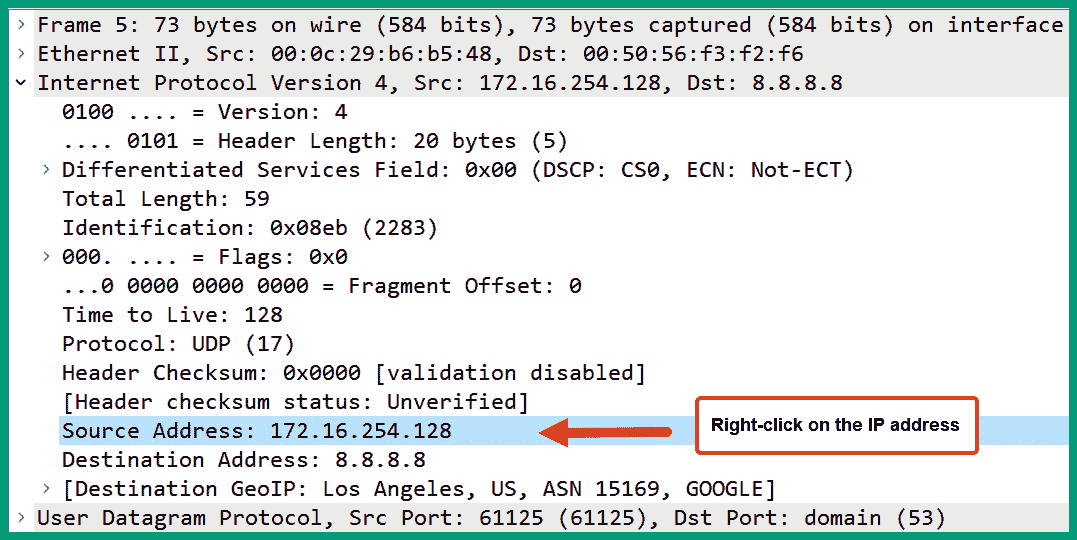 Frame 5: 73 bytes on wire (584 bits), 73 bytes captured (584 bits) on interface
Ethernet II, Src: 00:0c:29:b6:b5:48, Dst: 00:50:56:f3:f2:f6
Internet Protocol Version 4, Src: 172.16.254.128, Dst: 8.8.8.8
0100 .... = Version: 4
.... 0101 = Header Length: 20 bytes (5)
Differentiated Services Field: 0x00 (DSCP: CS0, ECN: Not-ECT)
Total Length: 59
Identification: 0x08eb (2283)
000. .... = Flags: 0x0
...0 0000 0000 0000 = Fragment Offset: 0
Time to Live: 128
Protocol: UDP (17)
Header Checksum: 0x0000 [validation disabled]
[Header checksum status: Unverified]
Source Address: 172.16.254.128
Right-click on the IP address
Destination Address: 8.8.8.8
[Destination GeoIP: Los Angeles, US, ASN 15169, GOOGLE]
User Datagram Protocol, Src Port: 61125 (61125), Dst Port: domain (53)